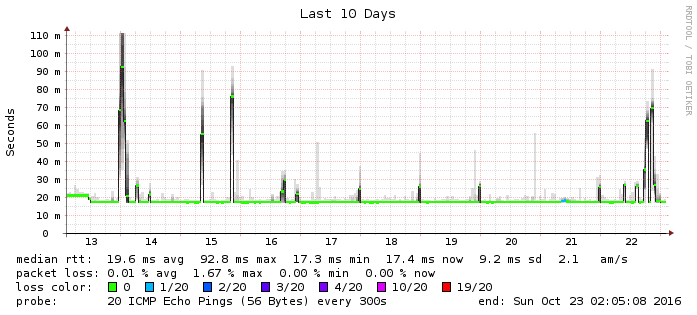 Last 10 Days
RRDTOOL / TOBI OETIKER
Seconds
110 m
100 m
90 m
80 m
70 m
60 m
50 m
40 m
30 m
20 m
10 m
0
13 14 15 16 17 18 19 20 21 22
median rtt: 19.6 ms avg 92.8 ms max 17.3 ms min 17.4 ms now 9.2 ms sd 2.1 am/s
packet loss: 0.01 % avg 1.67 % max 0.00 % min 0.00 % now
loss color: 0 1/20 2/20 3/20 4/20 10/20 19/20
probe: 20 ICMP Echo Pings (56 Bytes) every 300s end: Sun Oct 23 02:05:08 2016